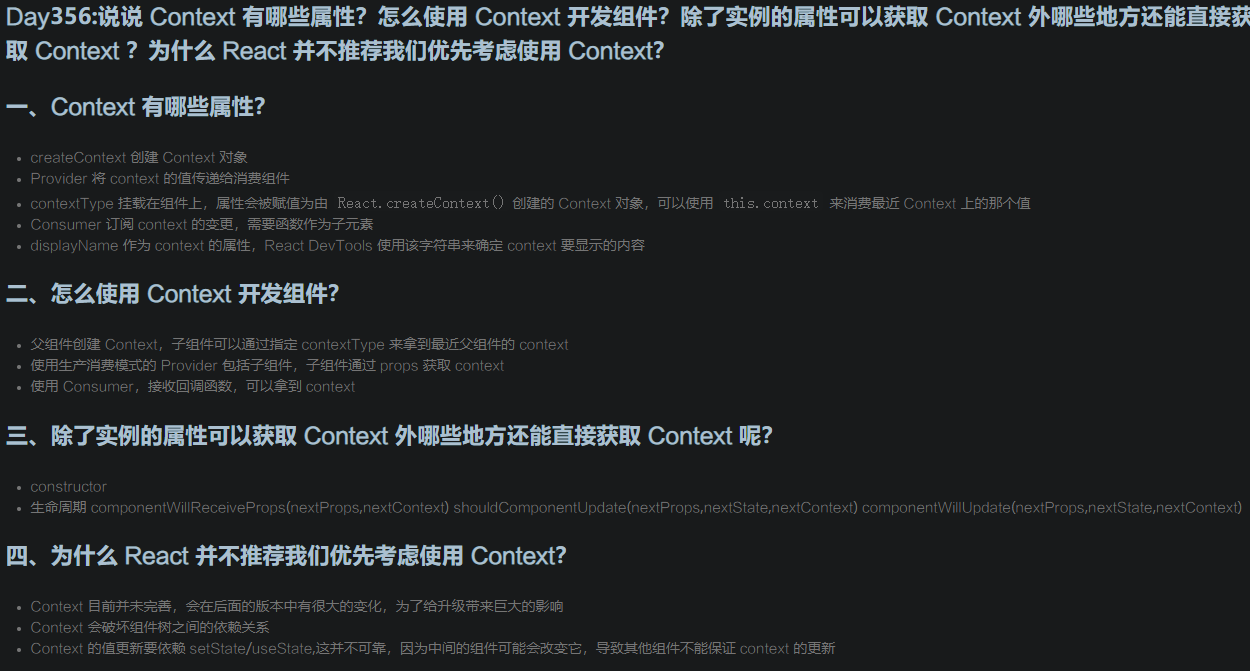 Day356:说说 Context 有哪些属性？怎么使用 Context 开发组件？除了实例的属性可以获取 Context 外哪些地方还能直接获
取 Context ？为什么 React 并不推荐我们优先考虑使用 Context?
一、Context 有哪些属性?
createContext 创建 Context 对象
Provider 将 context 的值传递给消费组件
contextType 挂载在组件上，属性会被赋值为由 React.createContext() 创建的 Context 对象，可以使用 this.context 来消费最近 Context 上的那个值
Consumer 订阅 context 的变更，需要函数作为子元素
displayName 作为 context 的属性，React DevTools 使用该字符串来确定 context 要显示的内容
二、怎么使用 Context 开发组件?
父组件创建 Context，子组件可以通过指定 contextType 来拿到最近父组件的 context
使用生产消费模式的 Provider 包括子组件，子组件通过 props 获取 context
使用 Consumer，接收回调函数，可以拿到 context
三、除了实例的属性可以获取 Context 外哪些地方还能直接获取 Context 呢?
constructor
生命周期 componentWillReceiveProps(nextProps,nextContext) shouldComponentUpdate(nextProps,nextState,nextContext) componentWillUpdate(nextProps,nextState,nextContext)
四、为什么 React 并不推荐我们优先考虑使用 Context?
Context 目前并未完善，会在后面的版本中有很大的变化，为了给升级带来巨大的影响
Context 会破坏组件树之间的依赖关系
Context 的值更新要依赖 setState/useState,这并不可靠，因为中间的组件可能会改变它，导致其他组件不能保证 context 的更新